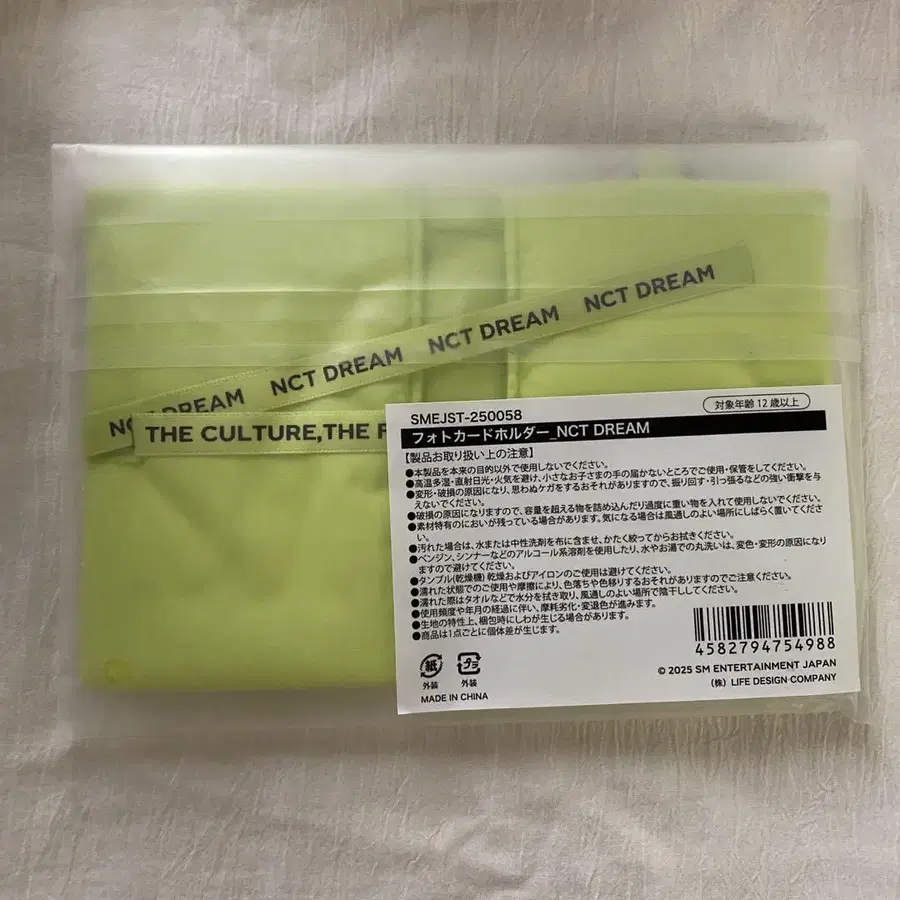 NCT DREAM NCT DREAM NCT DREAM NCT DREAM
THE CULTURE,THE F
SMEJST-250058
対象年齢12歳以上
フォトカードホルダー_NCT DREAM
【製品お取り扱い上の注意】
●本製品を本来の目的以外で使用しないでください。
●高温多湿・直射日光・火気を避け、小さなお子さまの手の届かないところでご使用・保管をしてください。
●変形・破損の原因になり、思わぬケガをするおそれがありますので、振り回す・引っ張るなどの強い衝撃を与
えないでください。
●破損の原因になりますので、容量を超える物を詰め込んだり過度に重い物を入れて使用しないでください。
●素材特有のにおいが残っている場合があります。気になる場合は風通しのよい場所にしばらく置いてくださ
い。
●汚れた場合は、水または中性洗剤を布に含ませ、かたく絞ってからお拭きください。
●ベンジン、シンナーなどのアルコール系溶剤を使用したり、水やお湯での丸洗いは、変色・変形の原因になり
ますので避けてください。
●タンブル(乾燥機)乾燥およびアイロンのご使用は避けてください。
●濡れた状態でのご使用や摩擦により、色落ちや色移りするおそれがありますのでご注意ください。
●濡れた際はタオルなどで水分を拭き取り、風通しのよい場所で陰干ししてください。
●使用頻度や年月の経過に伴い、摩耗劣化・変退色が進みます。
●生地の特性上、梱包時にしわが生じる場合があります。
●商品は1点ごとに個体差が生じます。
4582794754988
紙 プラ
外装 外装
© 2025 SM ENTERTAINMENT JAPAN
(株) LIFE DESIGN COMPANY
MADE IN CHINA